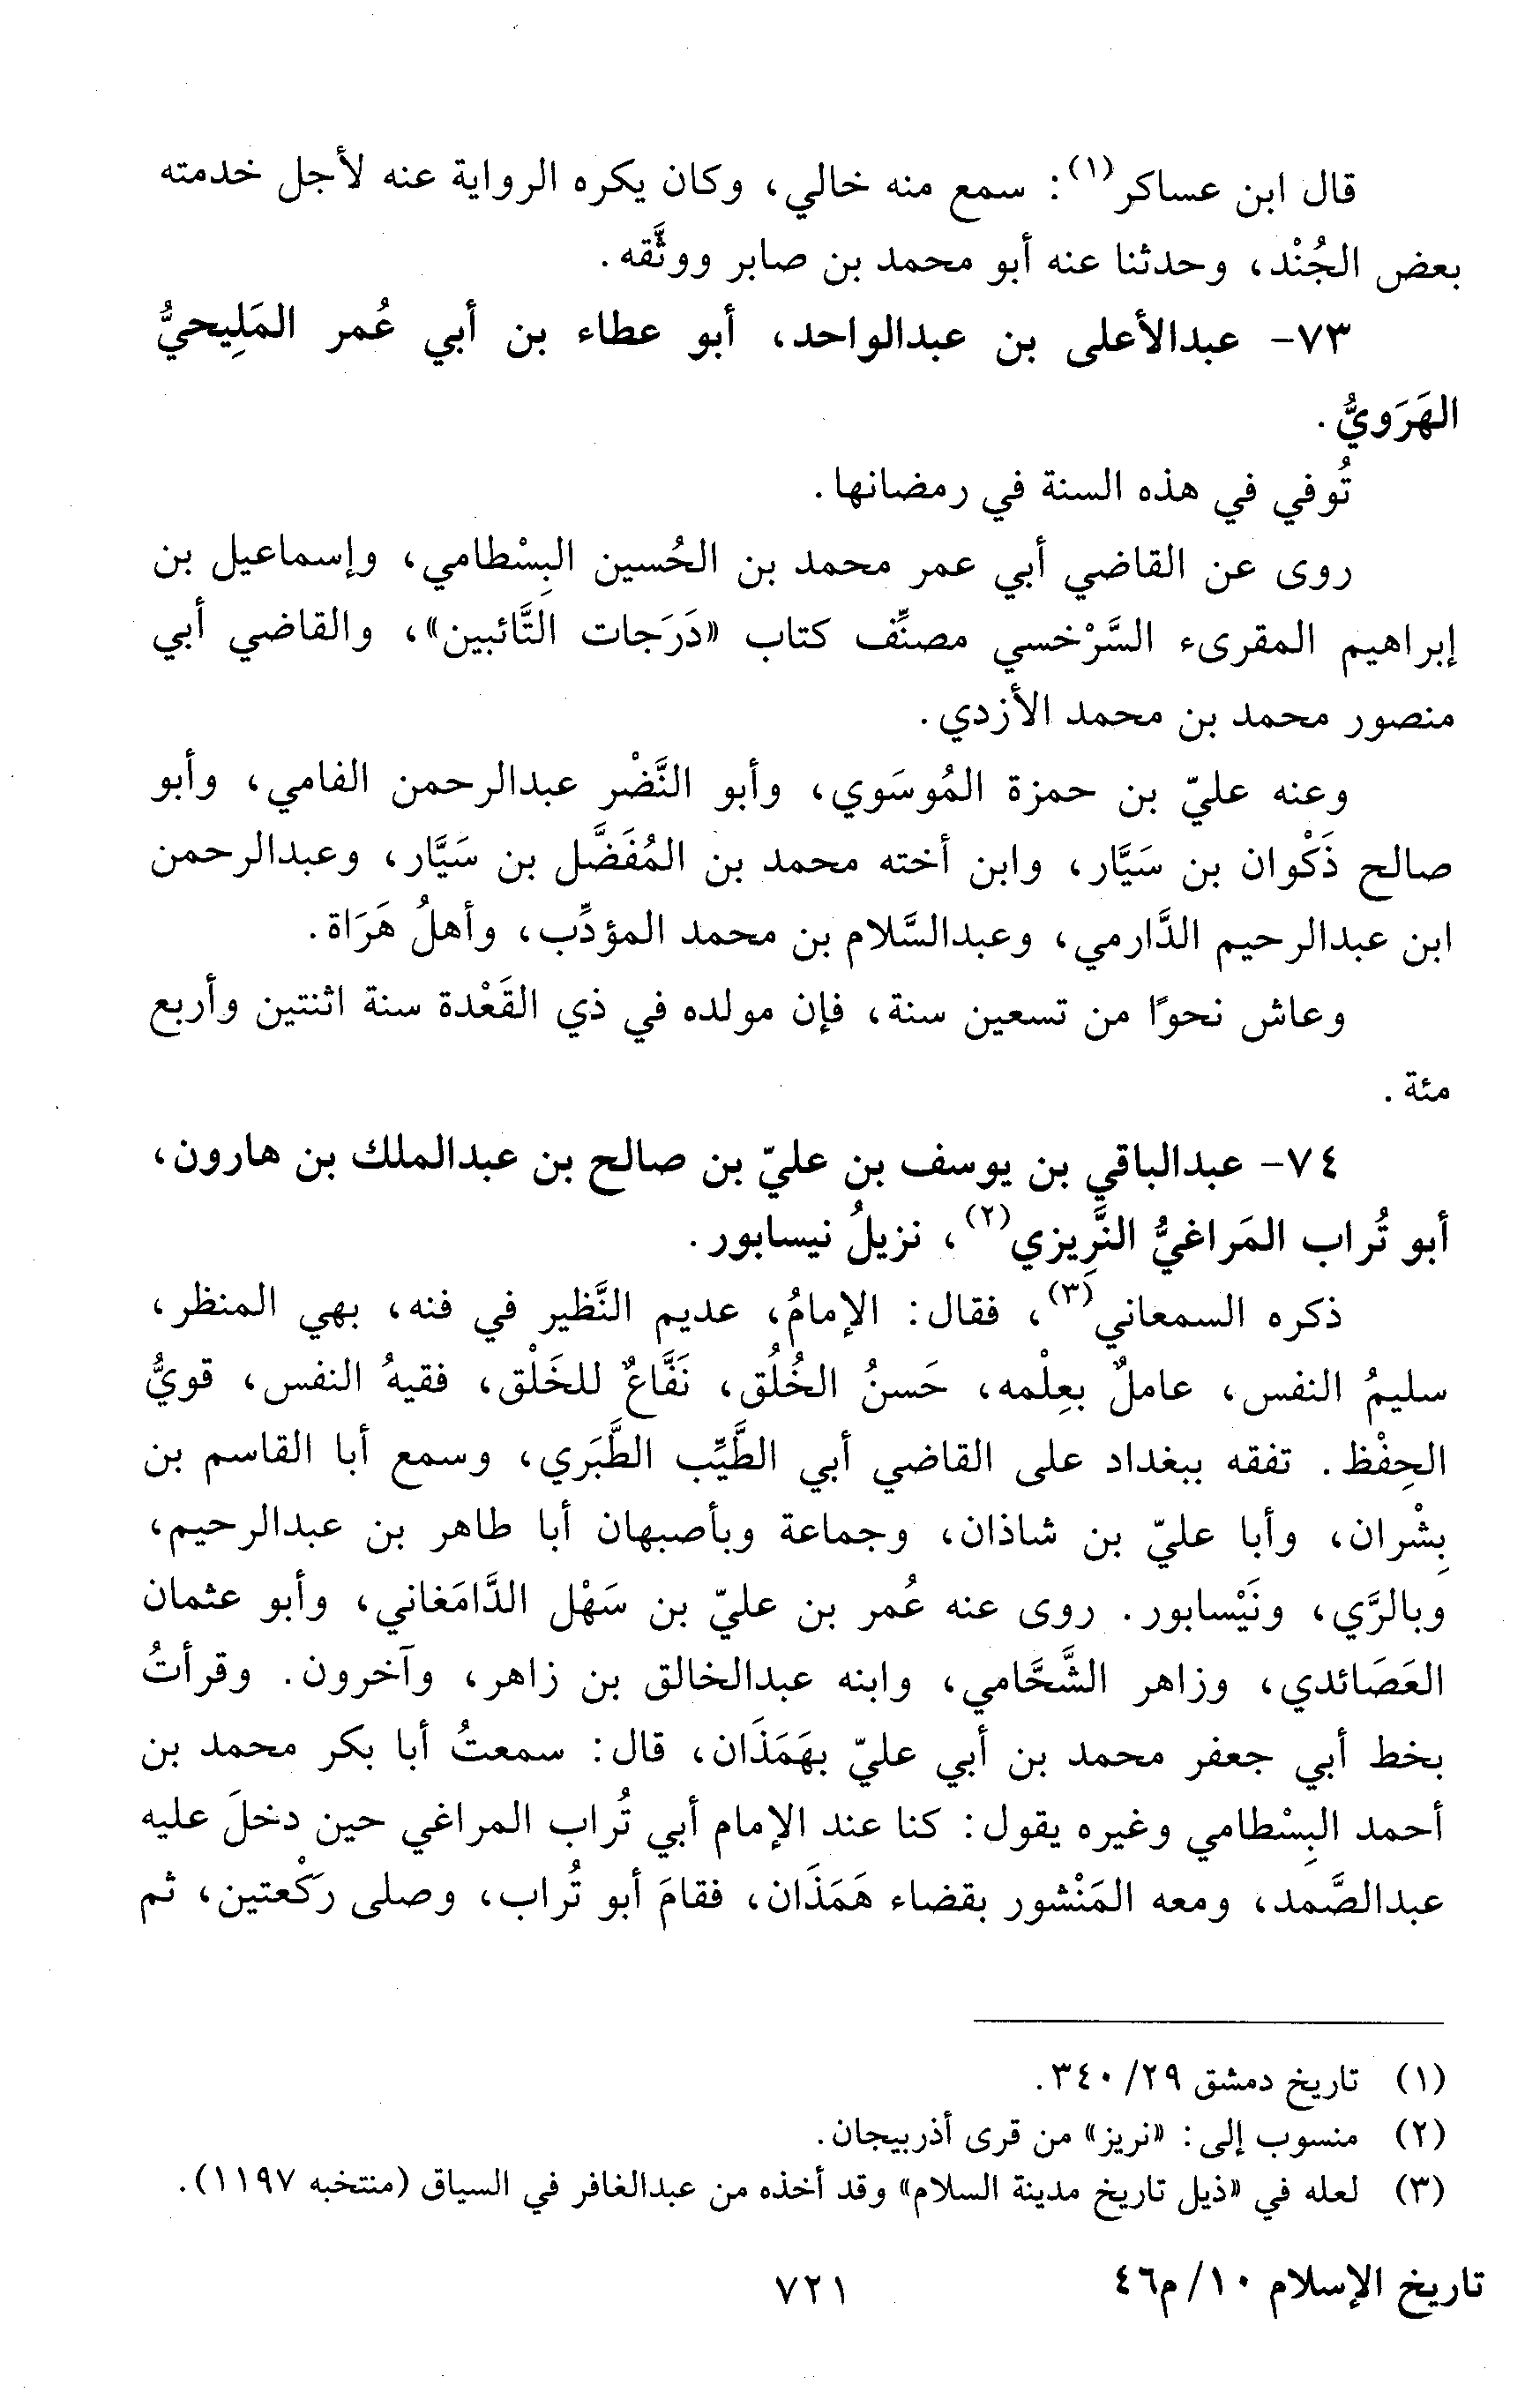 قال ابن عساكر(١): سمع منه خالي، وكان يكره الرواية عنه لأجل خدمته
بعض الجُنْد، وحدثنا عنه أبو محمد بن صابر ووثَّقه.
٧٣- عبدالأعلى بن عبدالواحد، أبو عطاء بن أبي عُمر المَلِيحيُّ
الهَرَويُّ.
تُوفي في هذه السنة في رمضانها.
روى عن القاضي أبي عمر محمد بن الحُسين البِسْطامي، وإسماعيل بن
إبراهيم المقرىء السَّرْخسي مصنِّف كتاب «دَرَجات التَّائبين»، والقاضي أبي
منصور محمد بن محمد الأزدي.
وعنه عليّ بن حمزة المُوسَوي، وأبو النَّضْر عبدالرحمن الفامي، وأبو
صالح ذَكْوان بن سَيَّار، وابن أخته محمد بن المُفَضَّل بن سَيَّار، وعبدالرحمن
ابن عبدالرحيم الدَّارمي، وعبدالسَّلام بن محمد المؤدِّب، وأهلُ هَرَاة.
وعاش نحوًا من تسعين سنة، فإن مولده في ذي القَعْدة سنة اثنتين وأربع
مئة.
٧٤- عبدالباقي بن يوسف بن عليّ بن صالح بن عبدالملك بن هارون،
أبو تُراب المَراغيُّ النَّرِيزي(٢)، نزيلُ نيسابور.
ذكره السمعاني(٣)، فقال: الإمامُ، عديم النَّظير في فنه، بهي المنظر،
سليمُ النفس، عاملٌ بعِلْمه، حَسنُ الخُلُق، نَفَّاعٌ للخَلْق، فقيهُ النفس، قويُّ
الحِفْظ. تفقه ببغداد على القاضي أبي الطَّيِّب الطَّبَري، وسمع أبا القاسم بن
بِشْران، وأبا عليّ بن شاذان، وجماعة وبأصبهان أبا طاهر بن عبدالرحيم،
وبالرَّي، ونَيْسابور. روى عنه عُمر بن عليّ بن سَهْل الدَّامَغاني، وأبو عثمان
العَصَائدي، وزاهر الشَّحَّامي، وابنه عبدالخالق بن زاهر، وآخرون. وقرأتُ
بخط أبي جعفر محمد بن أبي عليّ بهَمَذَان، قال: سمعتُ أبا بكر محمد بن
أحمد البِسْطامي وغيره يقول: كنا عند الإمام أبي تُراب المراغي حين دخلَ عليه
عبدالصَّمد، ومعه المَنْشور بقضاء هَمَذَان، فقامَ أبو تُراب، وصلى ركْعتين، ثم
(١) تاريخ دمشق ٢٩/ ٣٤٠.
(٢) منسوب إلى: «نريز» من قرى أذربيجان.
(٣) لعله في «ذيل تاريخ مدينة السلام» وقد أخذه من عبدالغافر في السياق (منتخبه ١١٩٧).
تاريخ الإسلام ١٠/ م٤٦
٧٢١